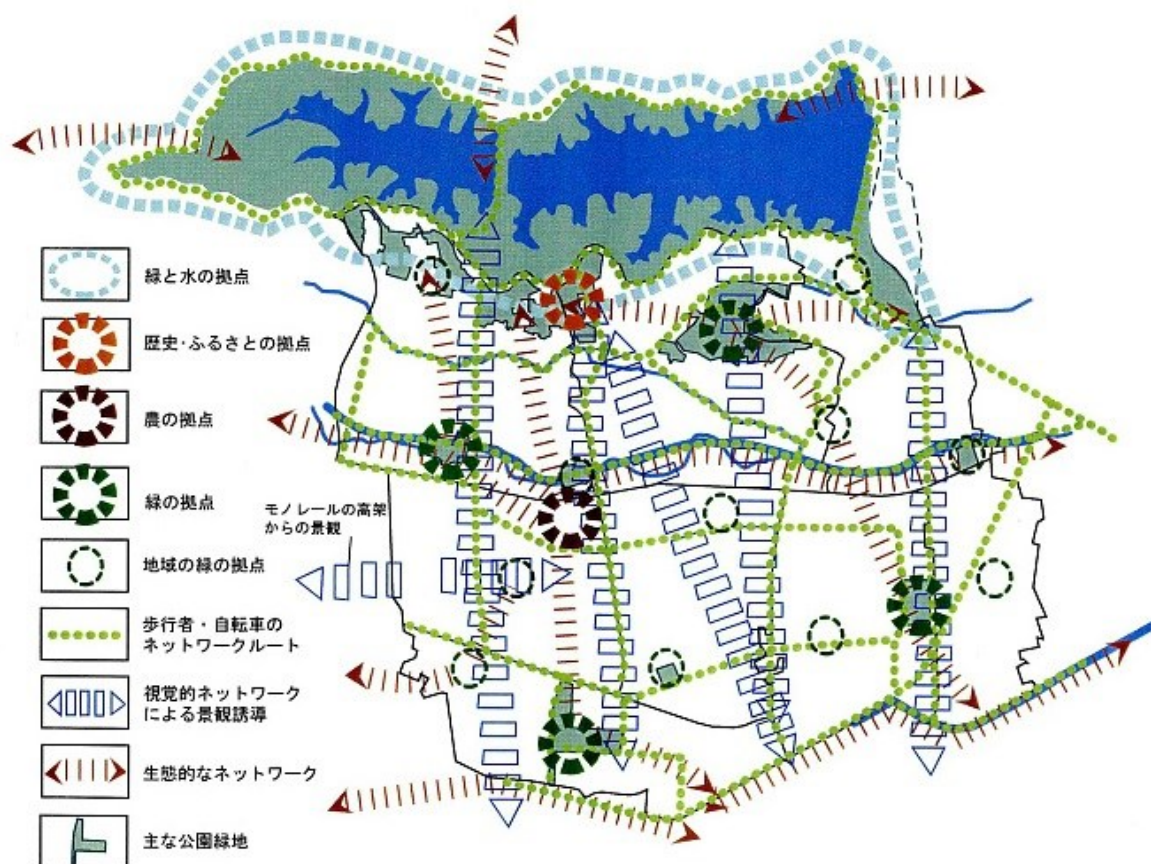 緑と水の拠点
歴史・ふるさとの拠点
農の拠点
緑の拠点
モノレールの高架
からの景観
地域の緑の拠点
歩行者・自転車の
ネットワークルート
視覚的ネットワーク
による景観誘導
生態的なネットワーク
主な公園緑地